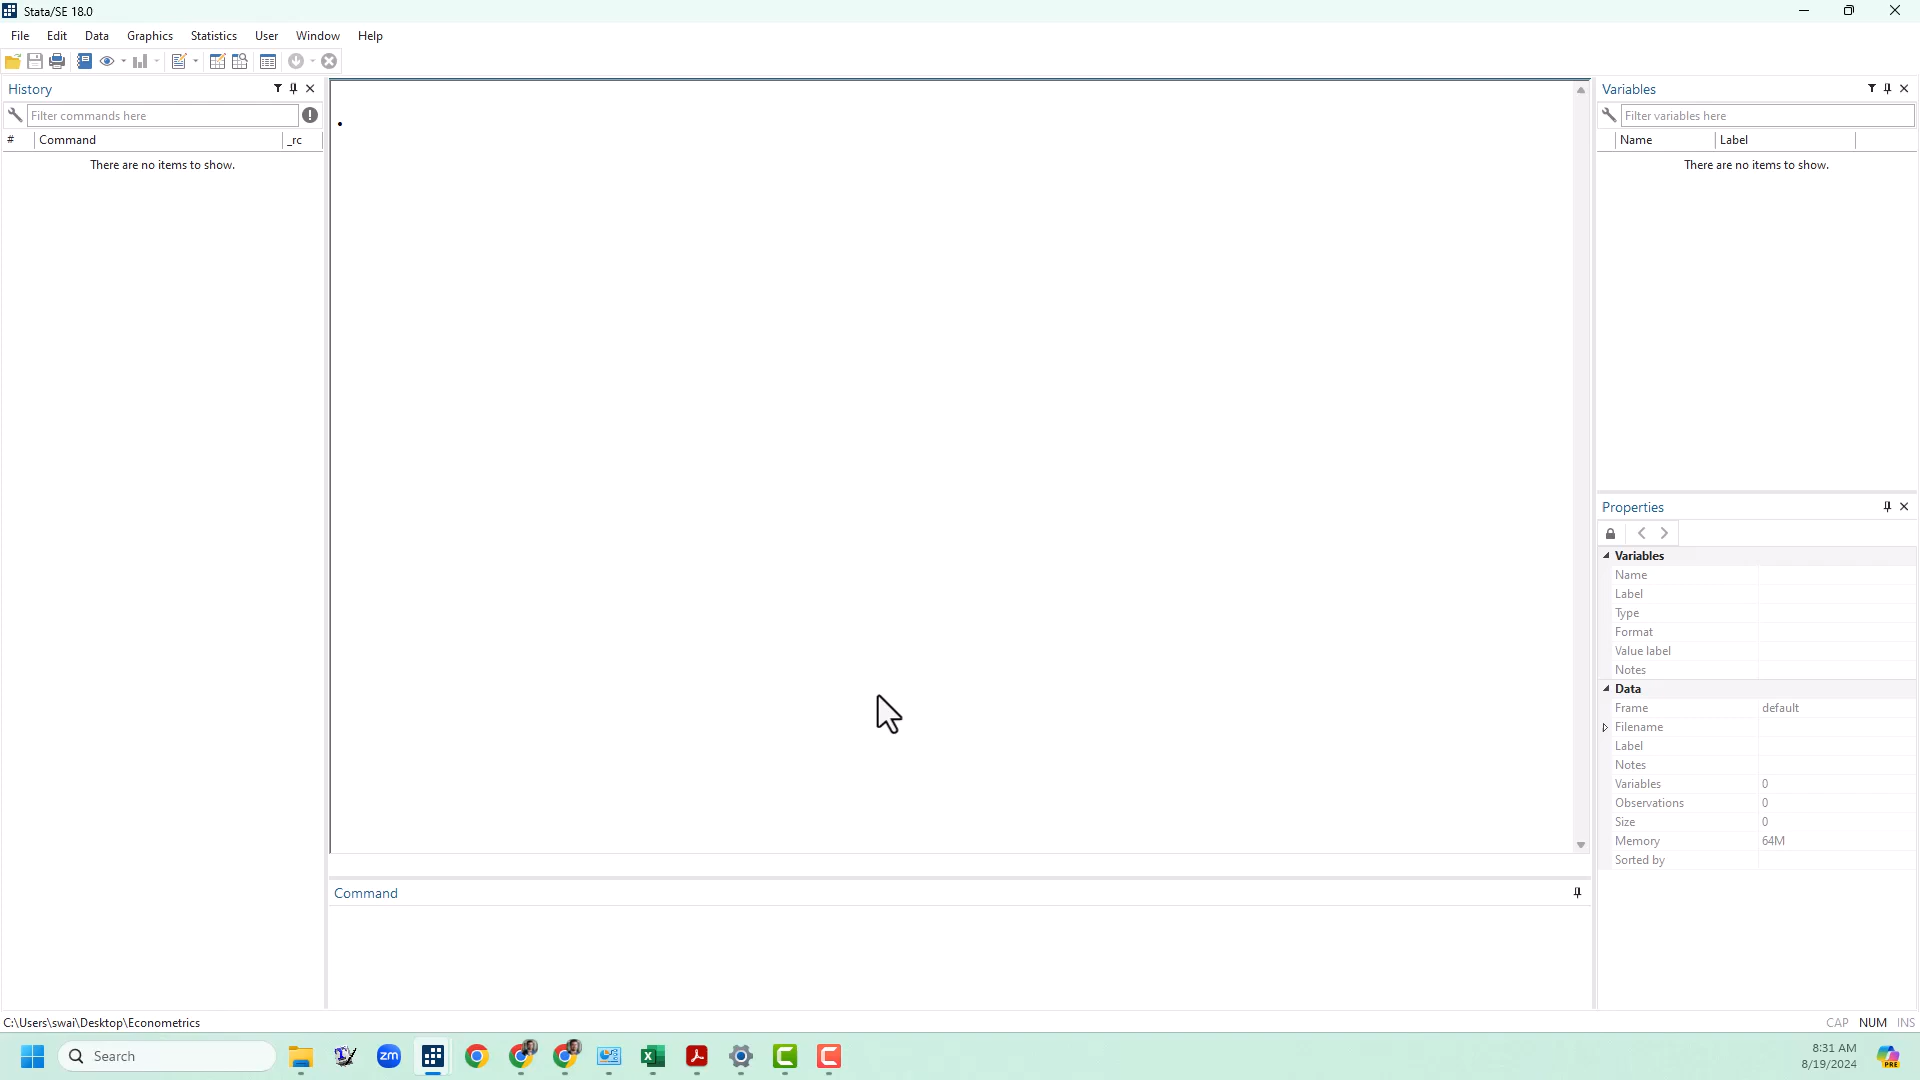 Stata/SE 18.0
File Edit Data Graphics Statistics User Window Help
History
Filter commands here
# Command _rc
There are no items to show.
.
Command
Variables
Filter variables here
Name Label
There are no items to show.
Properties
Variables
Name
Label
Type
Format
Value label
Notes
Data
Frame default
Filename
Label
Notes
Variables 0
Observations 0
Size 0
Memory 64M
Sorted by
C:\Users\swai\Desktop\Econometrics
CAP NUM INS
Search
zm
8:31 AM
8/19/2024
PRE